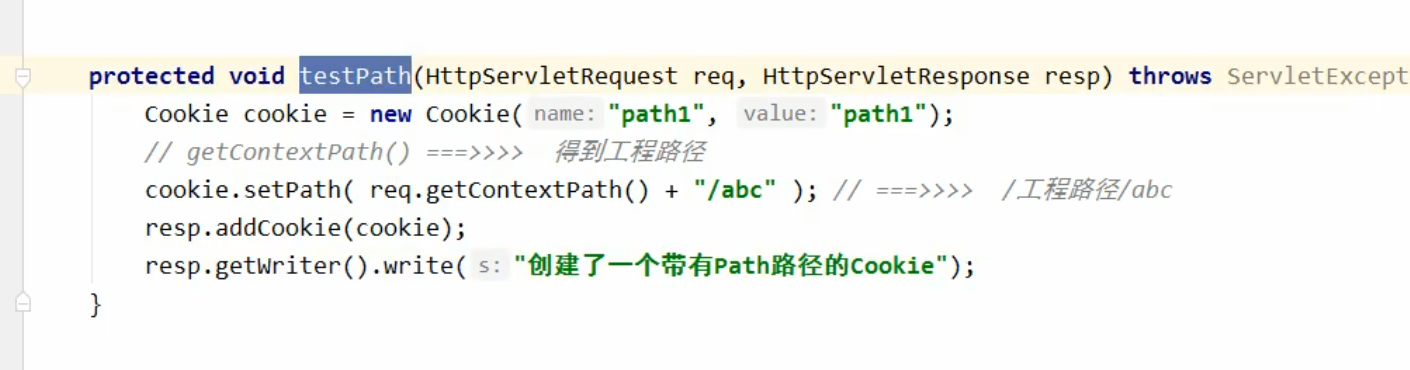 protected void testPath(HttpServletRequest req, HttpServletResponse resp) throws ServletExcept
Cookie cookie = new Cookie( name: "path1", value: "path1");
// getContextPath() ===>>>> 得到工程路径
cookie.setPath( req.getContextPath() + "/abc" ); // ===>>>> /工程路径/abc
resp.addCookie(cookie);
resp.getWriter().write( s: "创建了一个带有Path路径的Cookie");
}